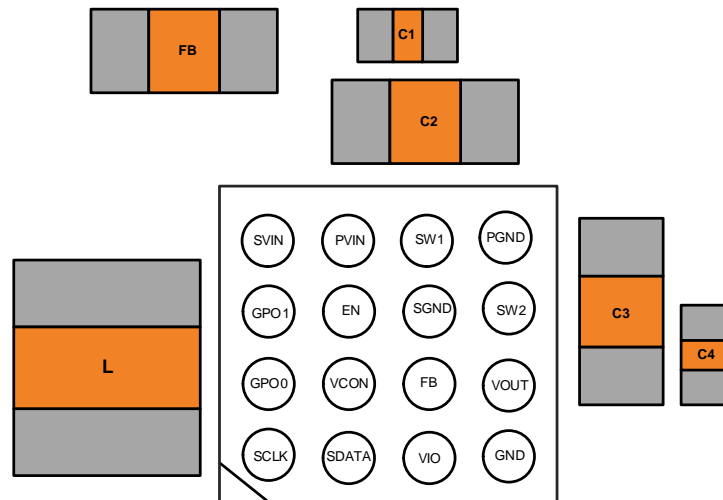 FB
C1
C2
SVIN
PVIN
SW1
PGND
GPO1
EN
SGND
SW2
C3
C4
L
GPO0
VCON
FB
VOUT
SCLK
SDATA
VIO
GND